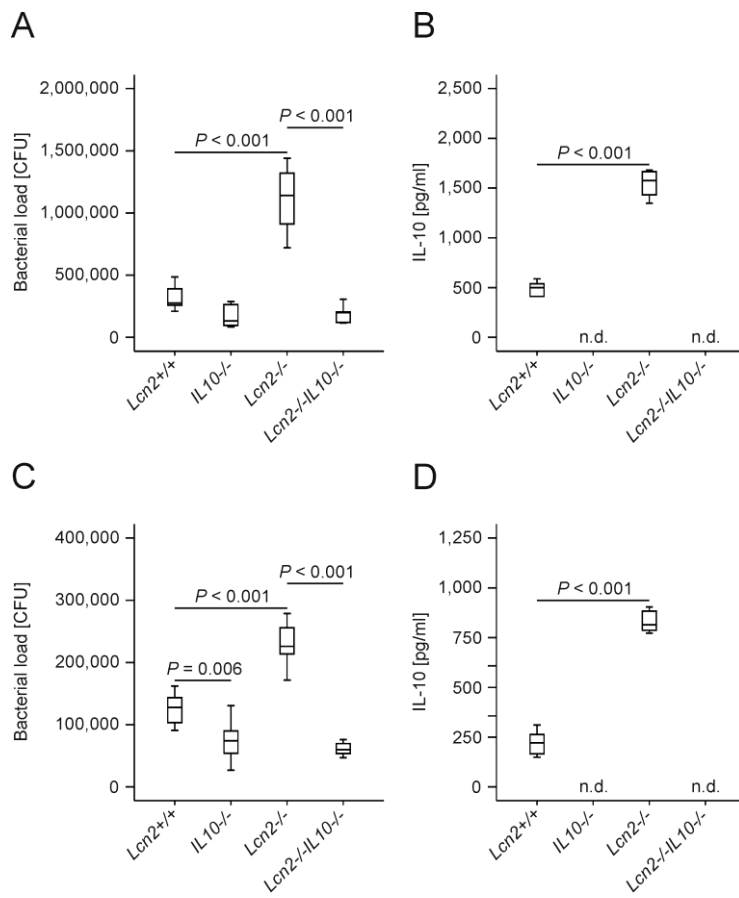 A
Bacterial load [CFU]
2,000,000
1,500,000
1,000,000
500,000
0
P < 0.001
P < 0.001
Lcn2+/+
IL10-/-
Lcn2-/-
Lcn2-/-IL10-/-
B
IL-10 [pg/ml]
2,500
2,000
1,500
1,000
500
0
P < 0.001
n.d.
n.d.
Lcn2+/+
IL10-/-
Lcn2-/-
Lcn2-/-IL10-/-
C
Bacterial load [CFU]
400,000
300,000
200,000
100,000
0
P < 0.001
P < 0.001
P = 0.006
Lcn2+/+
IL10-/-
Lcn2-/-
Lcn2-/-IL10-/-
D
IL-10 [pg/ml]
1,250
1,000
750
500
250
0
P < 0.001
n.d.
n.d.
Lcn2+/+
IL10-/-
Lcn2-/-
Lcn2-/-IL10-/-